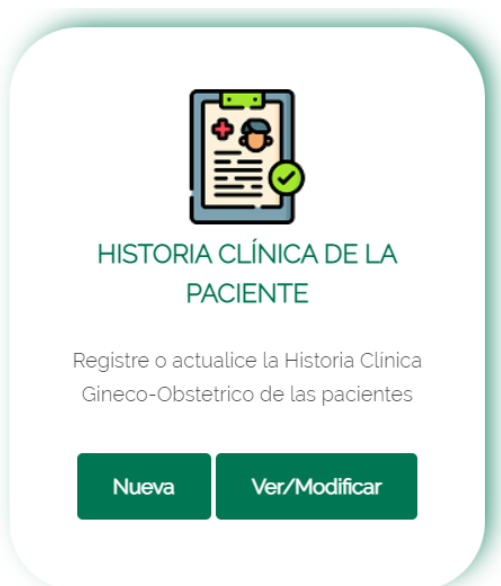 HISTORIA CLÍNICA DE LA
PACIENTE
Registre o actualice la Historia Clínica
Gineco-Obstetrico de las pacientes
Nueva
Ver/Modificar